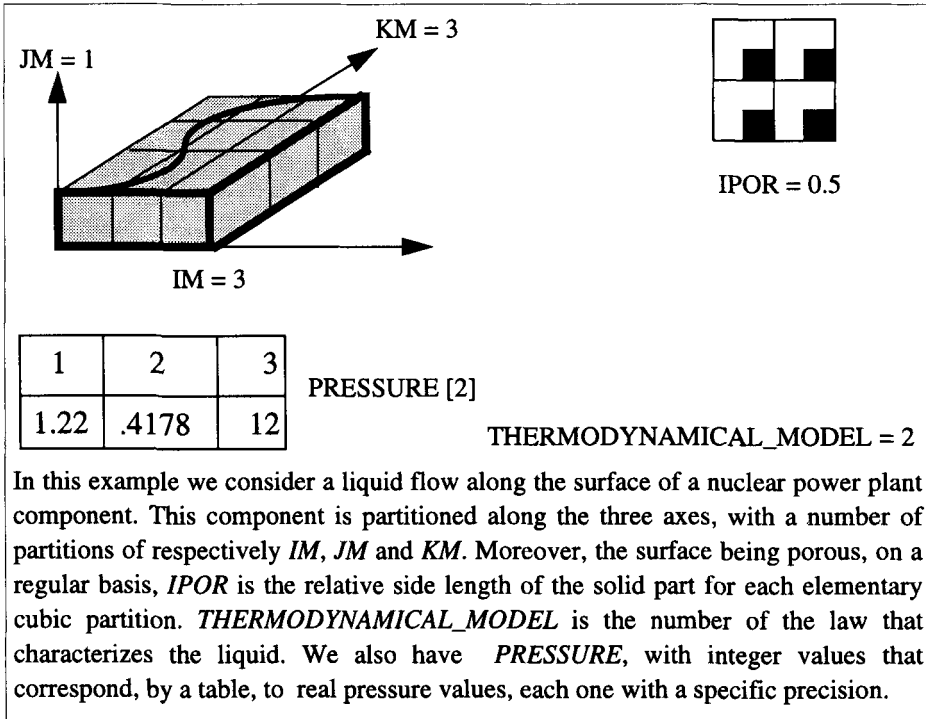 KM = 3
JM = 1
IPOR = 0.5
IM = 3
1 2 3
1.22 .4178 12
PRESSURE [2]
THERMODYNAMICAL_MODEL = 2
In this example we consider a liquid flow along the surface of a nuclear power plant
component. This component is partitioned along the three axes, with a number of
partitions of respectively IM, JM and KM. Moreover, the surface being porous, on a
regular basis, IPOR is the relative side length of the solid part for each elementary
cubic partition. THERMODYNAMICAL_MODEL is the number of the law that
characterizes the liquid. We also have PRESSURE, with integer values that
correspond, by a table, to real pressure values, each one with a specific precision.